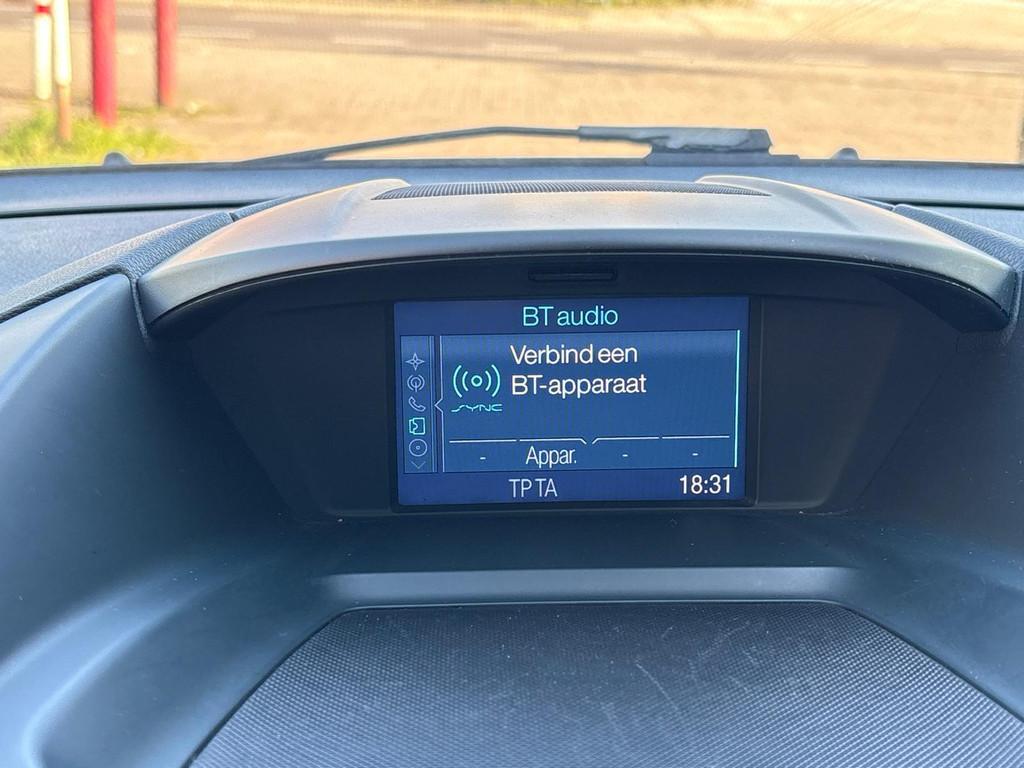 BT audio
Verbind een
BT-apparaat
SYNC
- Appar. - -
TP TA 18:31